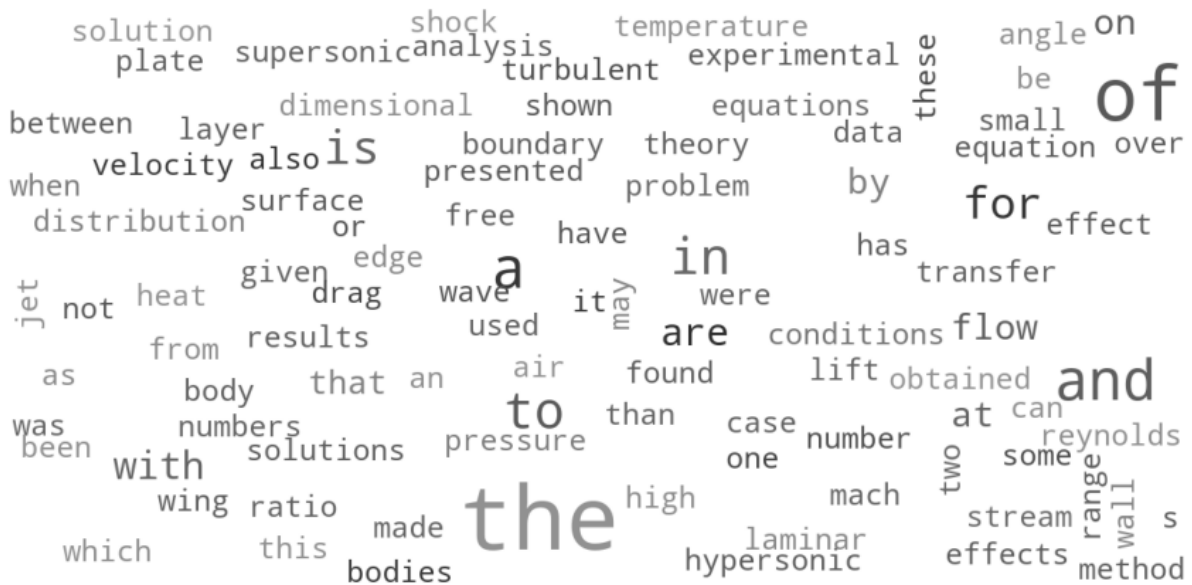 solution shock temperature angle on
plate supersonic analysis turbulent experimental these be of
dimensional shown equations
between layer is boundary theory data small equation over
velocity also presented
when surface problem by for
distribution or free have effect
given edge a in has transfer
jet not heat drag wave it may were
from results used are conditions flow
as body that an air found lift obtained and
was numbers to than case number at can reynolds
been with solutions pressure one two some range wall
wing ratio the high mach stream s
which this made laminar
bodies hypersonic effects method